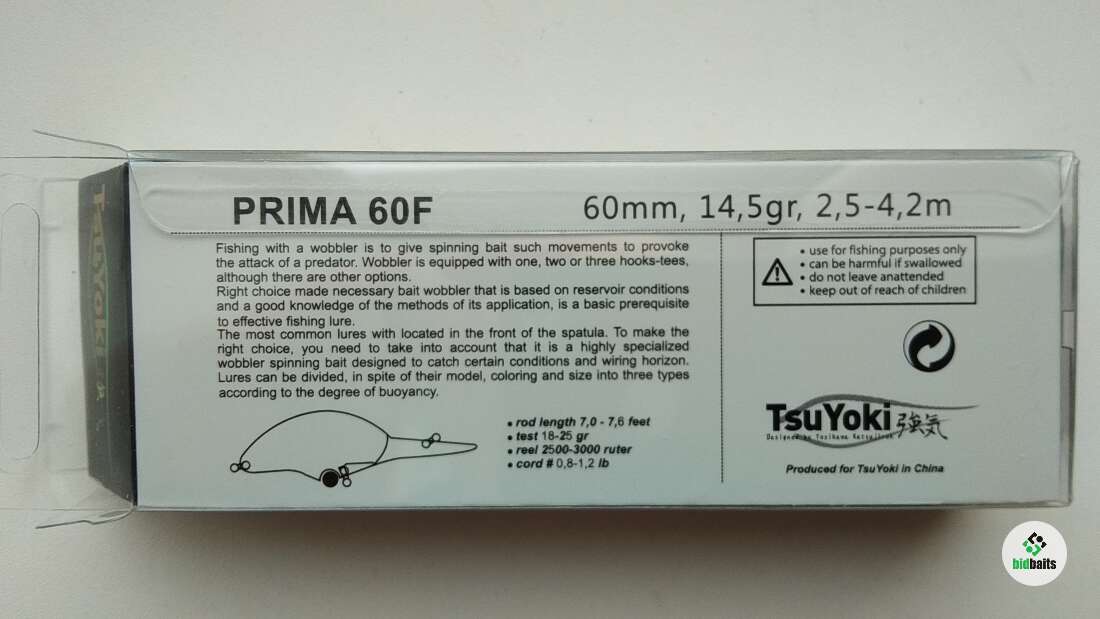 PRIMA 60F
60mm, 14,5gr, 2,5-4,2m
Fishing with a wobbler is to give spinning bait such movements to provoke
the attack of a predator. Wobbler is equipped with one, two or three hooks-tees,
although there are other options.
Right choice made necessary bait wobbler that is based on reservoir conditions
and a good knowledge of the methods of its application, is a basic prerequisite
to effective fishing lure.
The most common lures with located in the front of the spatula. To make the
right choice, you need to take into account that it is a highly specialized
wobbler spinning bait designed to catch certain conditions and wiring horizon.
Lures can be divided, in spite of their model, coloring and size into three types
according to the degree of buoyancy.
• rod length 7,0 - 7,6 feet
• test 18-25 gr
• reel 2500-3000 ruter
• cord # 0,8-1,2 lb
• use for fishing purposes only
• can be harmful if swallowed
• do not leave anattended
• keep out of reach of children
TsuYoki 強気
Designed by Toshikawa
Produced for TsuYoki in China
TsuYoki
bidbaits